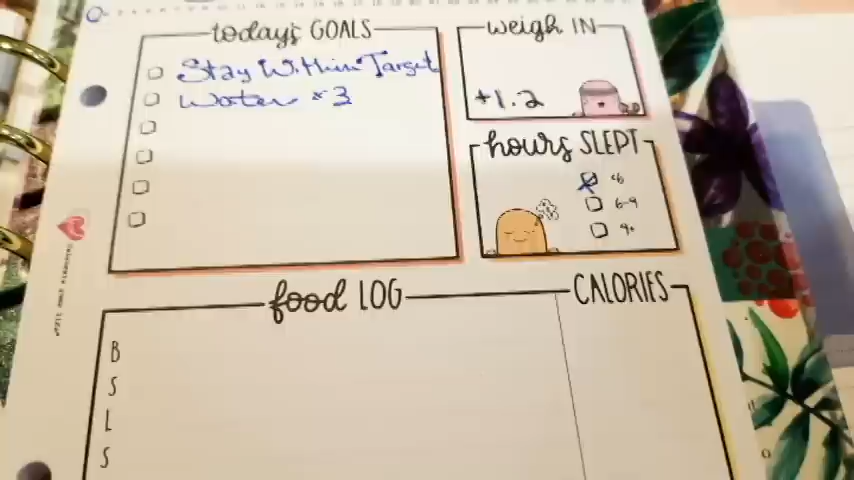 today's GOALS
Stay Within Target
Water *3
weigh IN
+1.2
hours SLEPT
<6
6-9
9+
food LOG
CALORIES
B
S
L
S